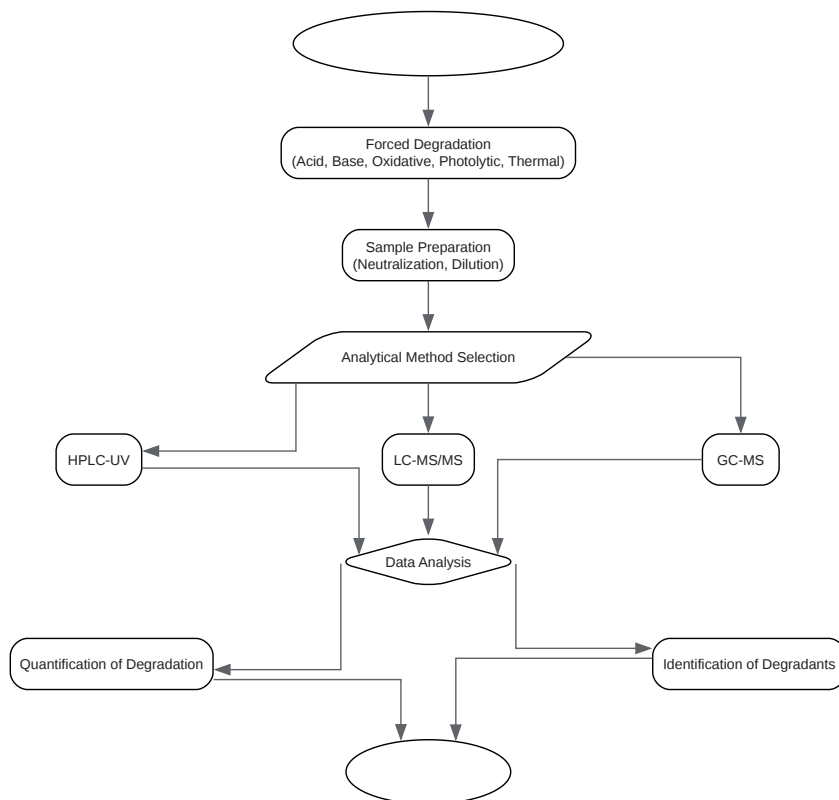 Forced Degradation
(Acid, Base, Oxidative, Photolytic, Thermal)
Sample Preparation
(Neutralization, Dilution)
Analytical Method Selection
HPLC-UV
LC-MS/MS
GC-MS
Data Analysis
Quantification of Degradation
Identification of Degradants